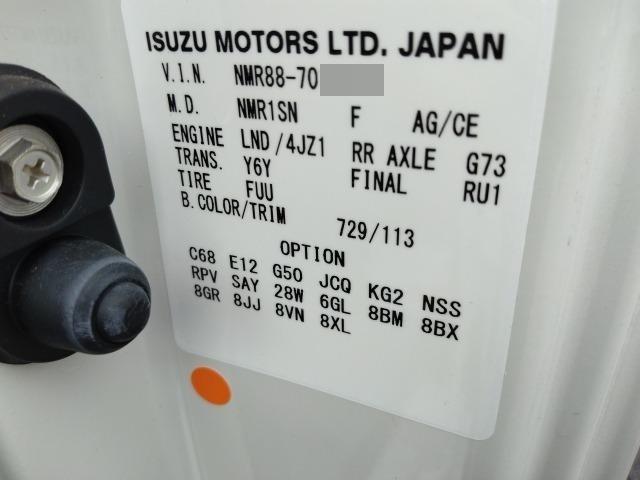 ISUZU MOTORS LTD. JAPAN
V.I.N. NMR88-70
M.D. NMR1SN F AG/CE
ENGINE LND/4JZ1 RR AXLE G73
TRANS. Y6Y FINAL RU1
TIRE FUU
B.COLOR/TRIM 729/113
OPTION
C68 E12 G50 JCQ KG2 NSS
RPV SAY 28W 6GL 8BM 8BX
8GR 8JJ 8VN 8XL